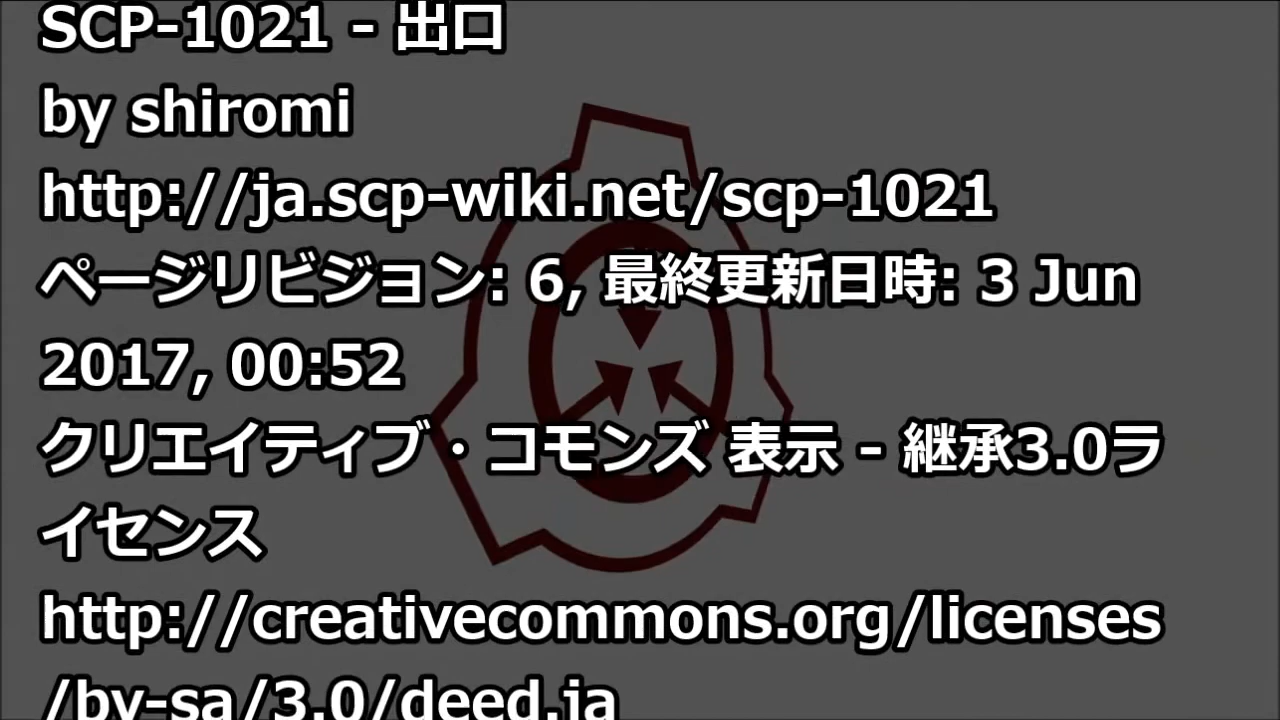 SCP-1021 - 出口
by shiromi
http://ja.scp-wiki.net/scp-1021
ページリビジョン: 6, 最終更新日時: 3 Jun
2017, 00:52
クリエイティブ・コモンズ 表示 - 継承3.0ラ
イセンス
http://creativecommons.org/licenses
/by-sa/3.0/deed.ja